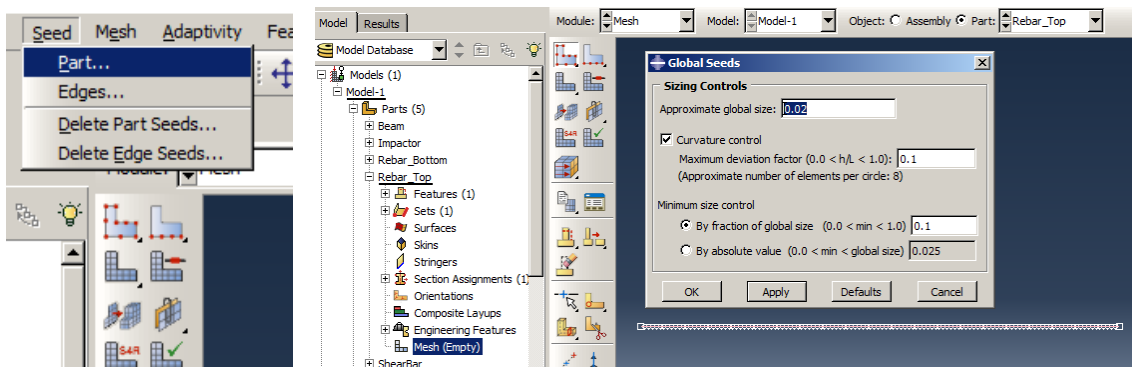 Seed Mesh Adaptivity Fea
Part...
Edges...
Delete Part Seeds...
Delete Edge Seeds...
S4R
Model Results
Module: Mesh Model: Model-1 Object: Assembly Part: Rebar_Top
Model Database
Models (1)
Model-1
Parts (5)
Beam
Impactor
Rebar_Bottom
Rebar_Top
Features (1)
Sets (1)
Surfaces
Skins
Stringers
Section Assignments (1)
Orientations
Composite Layups
Engineering Features
Mesh (Empty)
ShearBar
S4R
Global Seeds
Sizing Controls
Approximate global size: 0.02
Curvature control
Maximum deviation factor (0.0 < h/L < 1.0): 0.1
(Approximate number of elements per circle: 8)
Minimum size control
By fraction of global size (0.0 < min < 1.0) 0.1
By absolute value (0.0 < min < global size) 0.025
OK Apply Defaults Cancel